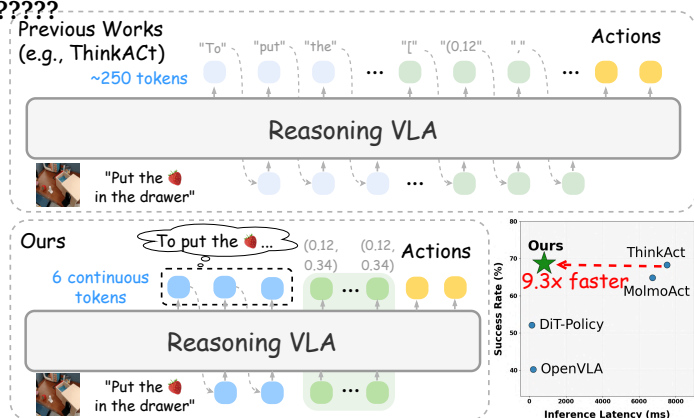 ?????
Previous Works
(e.g., ThinkACt)
~250 tokens
"To"
"put"
"the"
...
"["
"(0.12"
","
...
Actions
Reasoning VLA
"Put the 🍓
in the drawer"
...
Ours
To put the 🍓 ...
(0.12,
0.34)
(0.12,
0.34)
Actions
6 continuous
tokens
...
Reasoning VLA
"Put the 🍓
in the drawer"
...
80
70
60
50
40
Success Rate (%)
Ours
ThinkAct
9.3x faster
MolmoAct
DiT-Policy
OpenVLA
0
2000
4000
6000
8000
Inference Latency (ms)